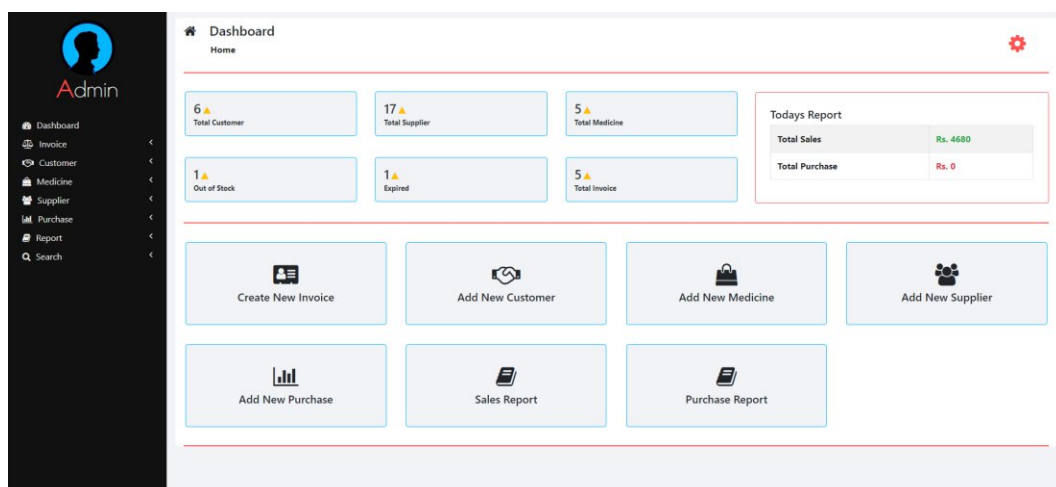 Admin
Dashboard
Invoice
Customer
Medicine
Supplier
Purchase
Report
Search
Dashboard
Home
6
Total Customer
17
Total Supplier
5
Total Medicine
1
Out of Stock
1
Expired
5
Total Invoice
Todays Report
Total Sales Rs. 4680
Total Purchase Rs. 0
Create New Invoice
Add New Customer
Add New Medicine
Add New Supplier
Add New Purchase
Sales Report
Purchase Report